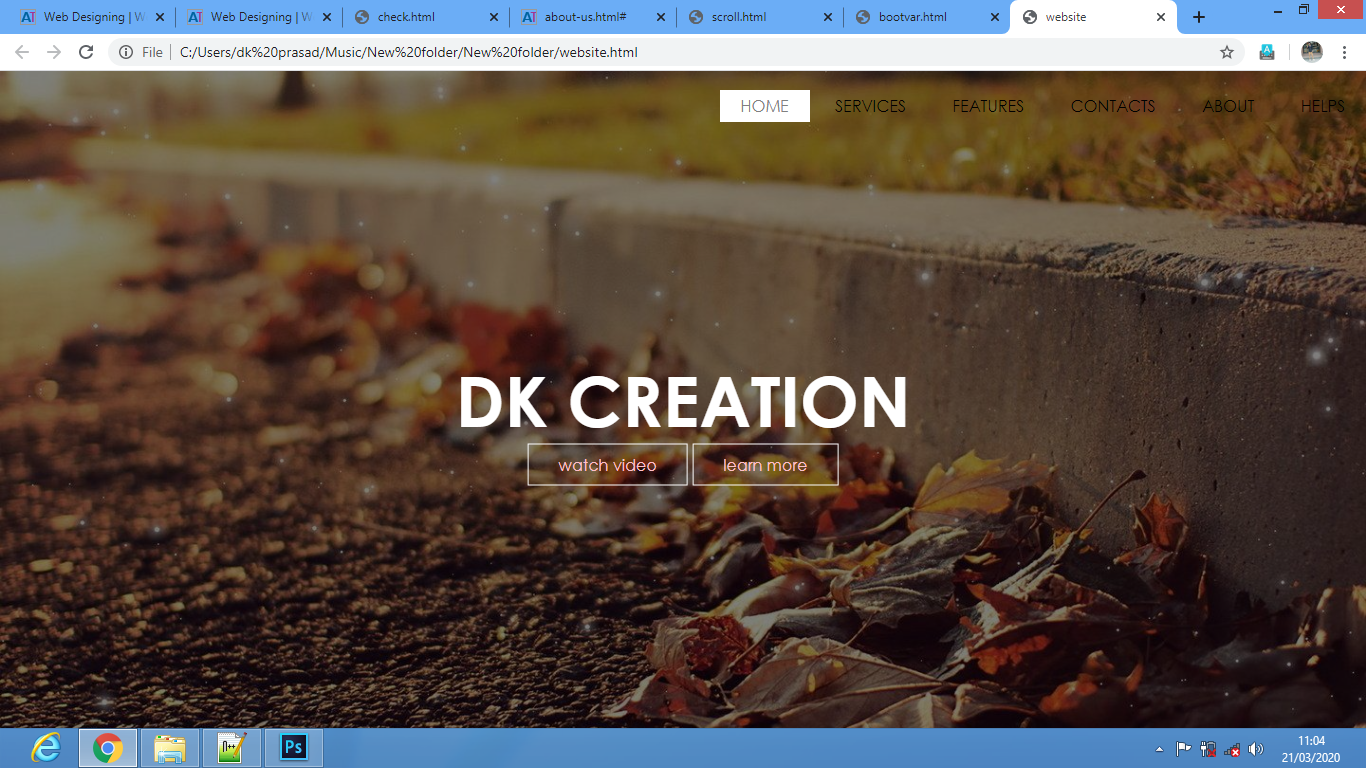 Web Designing | W
Web Designing | W
check.html
about-us.html#
scroll.html
bootvar.html
website
File
C:/Users/dk%20prasad/Music/New%20folder/New%20folder/website.html
HOME SERVICES FEATURES CONTACTS ABOUT HELPS
DK CREATION
watch video learn more
Ps
11:04
21/03/2020